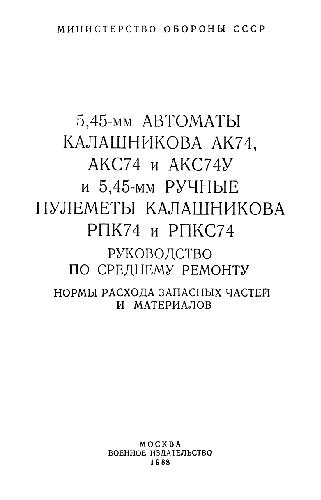 МИНИСТЕРСТВО ОБОРОНЫ СССР
5,45-мм АВТОМАТЫ
КАЛАШНИКОВА АК74,
АКС74 и АКС74У
и 5,45-мм РУЧНЫЕ
ПУЛЕМЕТЫ КАЛАШНИКОВА
РПК74 и РПКС74
РУКОВОДСТВО
ПО СРЕДНЕМУ РЕМОНТУ
НОРМЫ РАСХОДА ЗАПАСНЫХ ЧАСТЕЙ
И МАТЕРИАЛОВ
МОСКВА
ВОЕННОЕ ИЗДАТЕЛЬСТВО
1988